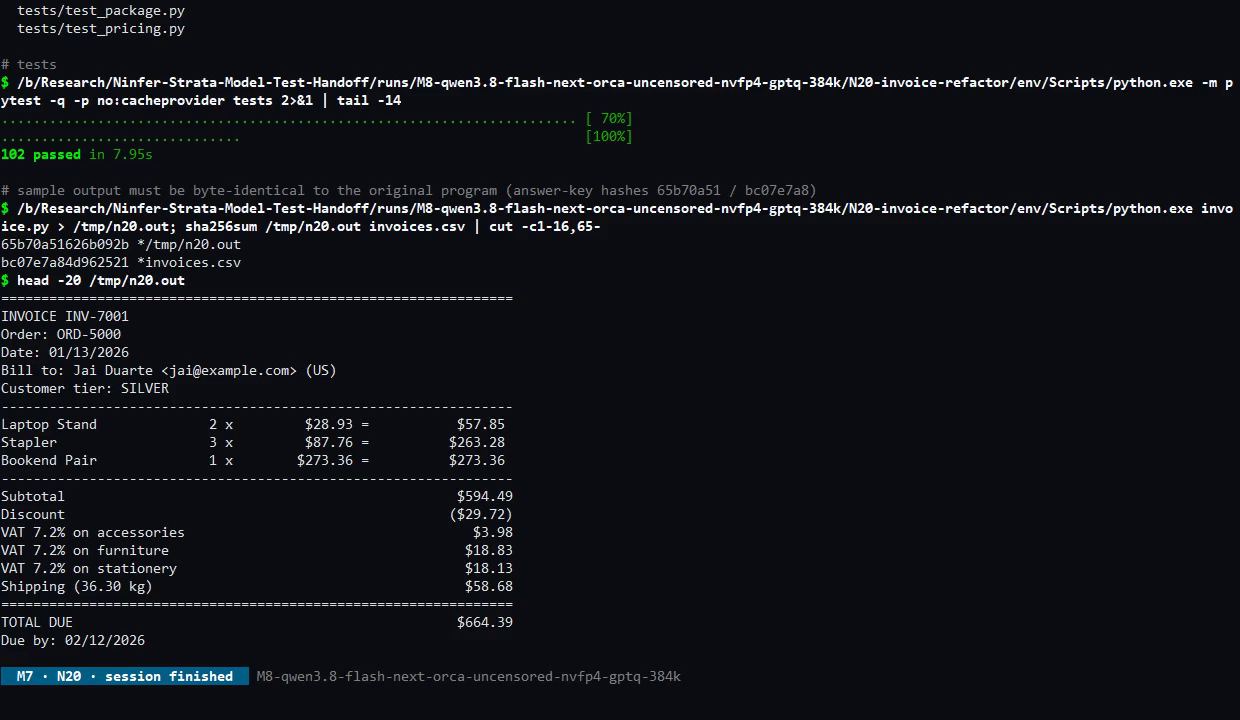 tests/test_package.py
  tests/test_pricing.py

# tests
$ /b/Research/Ninfer-Strata-Model-Test-Handoff/runs/M8-qwen3.8-flash-next-orca-uncensored-nvfp4-gptq-384k/N20-invoice-refactor/env/Scripts/python.exe -m p
ytest -q -p no:cacheprovider tests 2>&1 | tail -14
........................................................................ [ 70%]
..............................                                           [100%]
102 passed in 7.95s

# sample output must be byte-identical to the original program (answer-key hashes 65b70a51 / bc07e7a8)
$ /b/Research/Ninfer-Strata-Model-Test-Handoff/runs/M8-qwen3.8-flash-next-orca-uncensored-nvfp4-gptq-384k/N20-invoice-refactor/env/Scripts/python.exe invo
ice.py > /tmp/n20.out; sha256sum /tmp/n20.out invoices.csv | cut -c1-16,65-
65b70a51626b092b */tmp/n20.out
bc07e7a84d962521 *invoices.csv
$ head -20 /tmp/n20.out
================================================================
INVOICE INV-7001
Order: ORD-5000
Date: 01/13/2026
Bill to: Jai Duarte <jai@example.com> (US)
Customer tier: SILVER
----------------------------------------------------------------
Laptop Stand              2 x         $28.93 =           $57.85
Stapler                   3 x         $87.76 =          $263.28
Bookend Pair              1 x        $273.36 =          $273.36
----------------------------------------------------------------
Subtotal                                                 $594.49
Discount                                                ($29.72)
VAT 7.2% on accessories                                    $3.98
VAT 7.2% on furniture                                     $18.83
VAT 7.2% on stationery                                    $18.13
Shipping (36.30 kg)                                       $58.68
================================================================
TOTAL DUE                                                $664.39
Due by: 02/12/2026

M7 · N20 · session finished   M8-qwen3.8-flash-next-orca-uncensored-nvfp4-gptq-384k